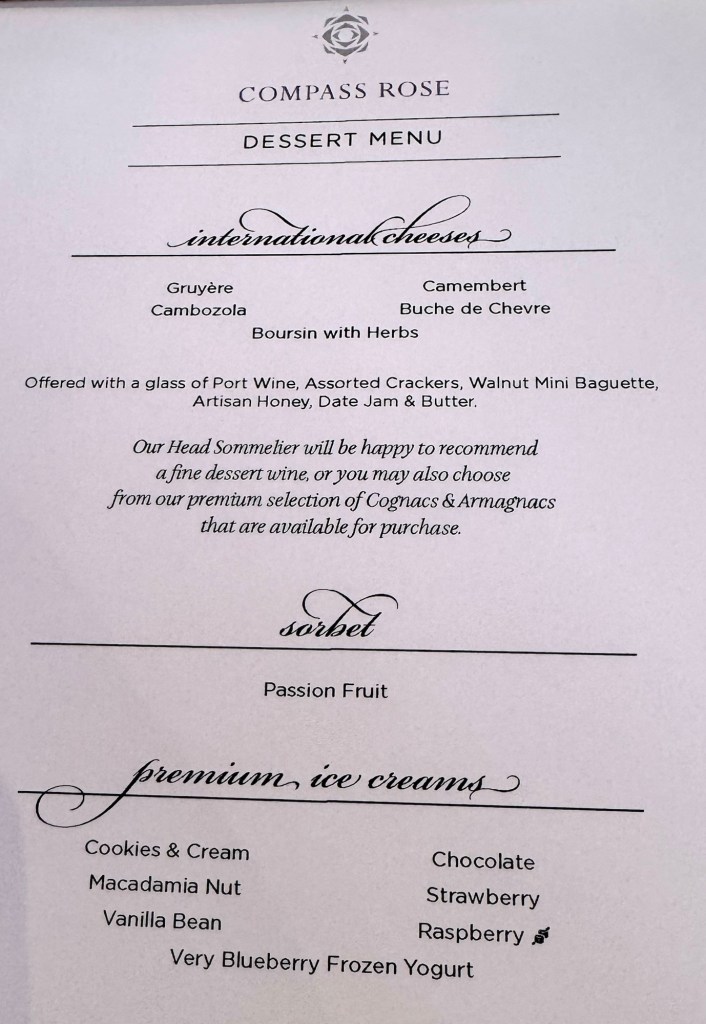 COMPASS ROSE
DESSERT MENU
international cheeses
Gruyère
Camembert
Cambozola
Buche de Chevre
Boursin with Herbs
Offered with a glass of Port Wine, Assorted Crackers, Walnut Mini Baguette,
Artisan Honey, Date Jam & Butter.
Our Head Sommelier will be happy to recommend
a fine dessert wine, or you may also choose
from our premium selection of Cognacs & Armagnacs
that are available for purchase.
sorbet
Passion Fruit
premium ice creams
Cookies & Cream
Chocolate
Macadamia Nut
Strawberry
Vanilla Bean
Raspberry
Very Blueberry Frozen Yogurt